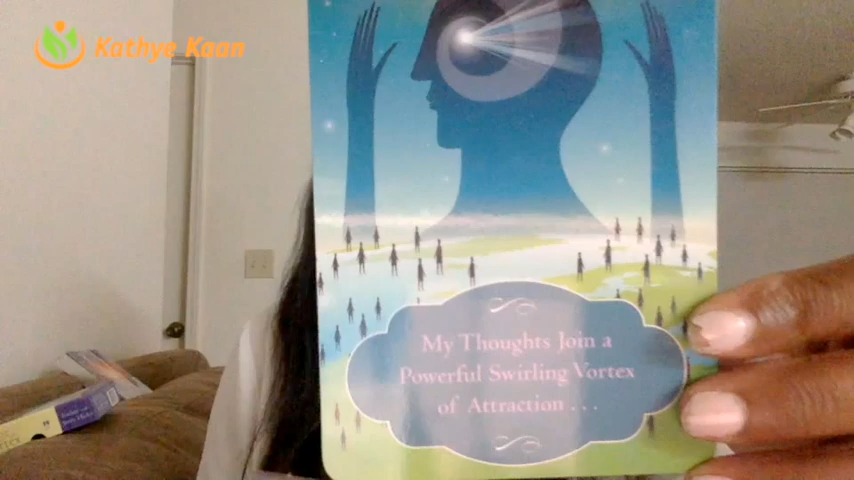 Kathye Kaan
My Thoughts Join a
Powerful Swirling Vortex
of Attraction . . .